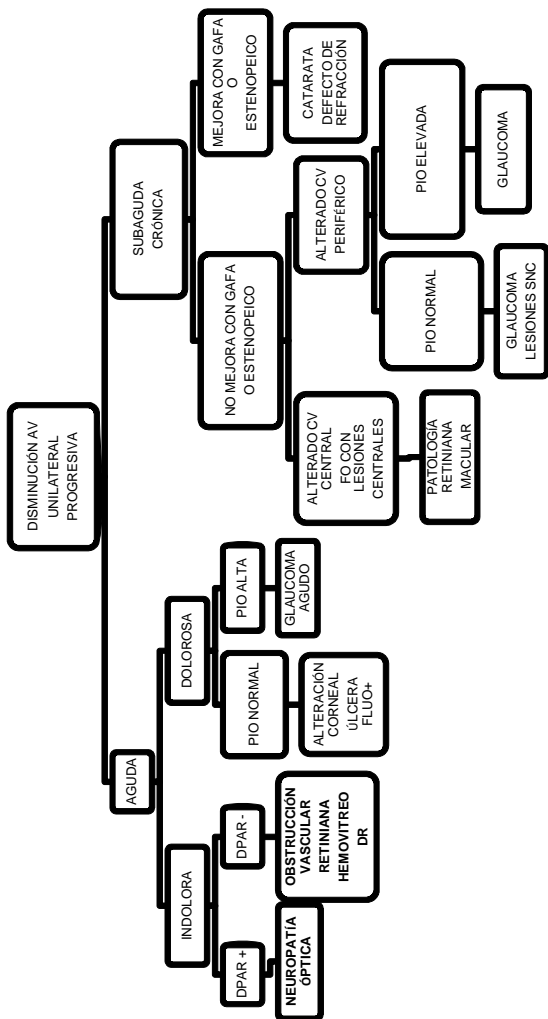 DISMINUCIÓN AV
UNILATERAL
PROGRESIVA
AGUDA
SUBAGUDA
CRÓNICA
INDOLORA
DOLOROSA
NO MEJORA CON GAFA
O ESTENOPEICO
MEJORA CON GAFA
O
ESTENOPEICO
DPAR +
DPAR -
PIO NORMAL
PIO ALTA
ALTERADO CV
CENTRAL
FO CON
LESIONES
CENTRALES
ALTERADO CV
PERIFÉRICO
CATARATA
DEFECTO DE
REFRACCIÓN
NEUROPATÍA
ÓPTICA
OBSTRUCCIÓN
VASCULAR
RETINIANA
HEMOVITREO
DR
ALTERACIÓN
CORNEAL
ÚLCERA
FLUO+
GLAUCOMA
AGUDO
PATOLOGÍA
RETINIANA
MACULAR
PIO NORMAL
PIO ELEVADA
GLAUCOMA
LESIONES SNC
GLAUCOMA